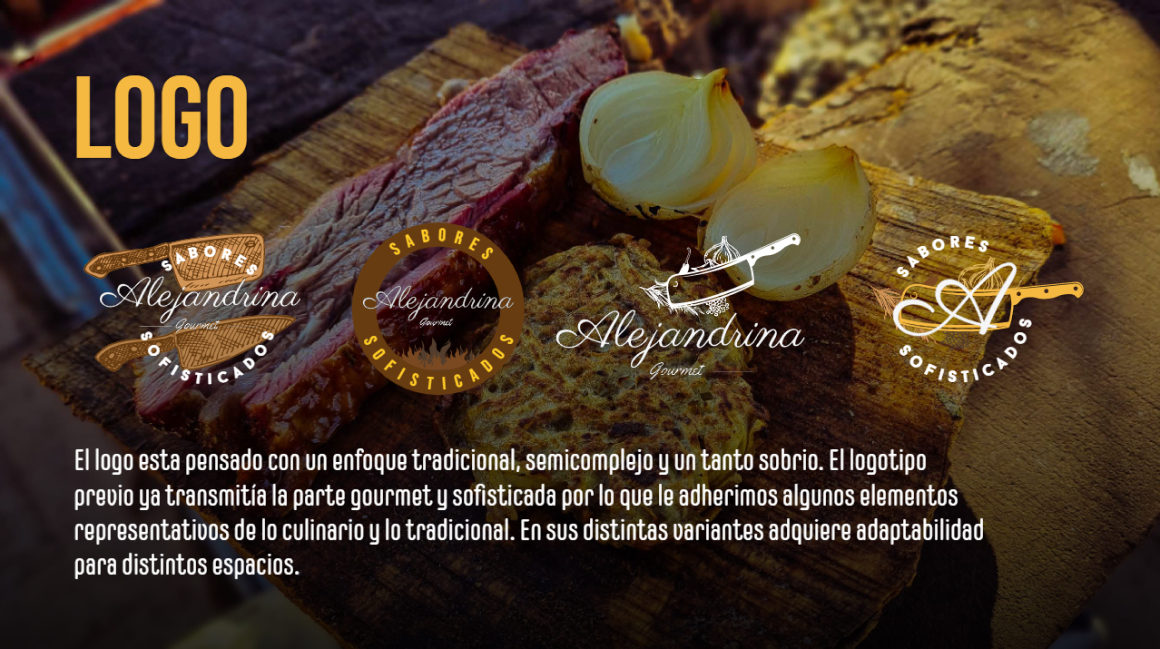 LOGO
SABORES
Alejandrina
Gourmet
SOFISTICADOS
SABORES
Alejandrina
Gourmet
SOFISTICADOS
Alejandrina
Gourmet
SABORES
A
SOFISTICADOS
El logo esta pensado con un enfoque tradicional, semicomplejo y un tanto sobrio. El logotipo
previo ya transmitía la parte gourmet y sofisticada por lo que le adherimos algunos elementos
representativos de lo culinario y lo tradicional. En sus distintas variantes adquiere adaptabilidad
para distintos espacios.